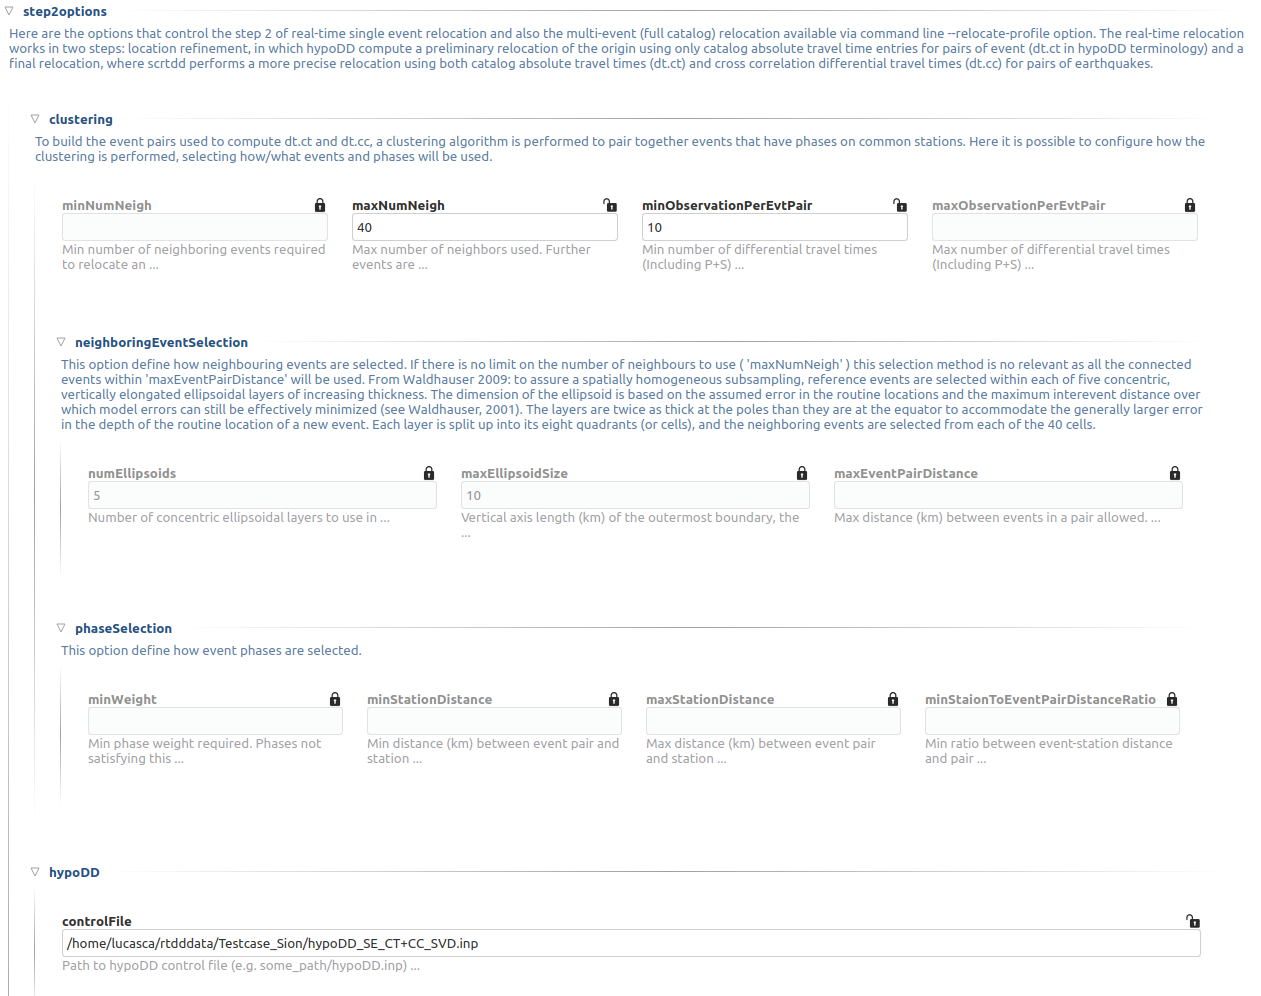 step2options
Here are the options that control the step 2 of real-time single event relocation and also the multi-event (full catalog) relocation available via command line --relocate-profile option. The real-time relocation
works in two steps: location refinement, in which hypoDD compute a preliminary relocation of the origin using only catalog absolute travel time entries for pairs of event (dt.ct in hypoDD terminology) and a
final relocation, where scrtdd performs a more precise relocation using both catalog absolute travel times (dt.ct) and cross correlation differential travel times (dt.cc) for pairs of earthquakes.
clustering
To build the event pairs used to compute dt.ct and dt.cc, a clustering algorithm is performed to pair together events that have phases on common stations. Here it is possible to configure how the
clustering is performed, selecting how/what events and phases will be used.
minNumNeigh
Min number of neighboring events required
to relocate an ...
maxNumNeigh
40
Max number of neighbors used. Further
events are ...
minObservationPerEvtPair
10
Min number of differential travel times
(Including P+S) ...
maxObservationPerEvtPair
Max number of differential travel times
(Including P+S) ...
neighboringEventSelection
This option define how neighbouring events are selected. If there is no limit on the number of neighbours to use ( 'maxNumNeigh' ) this selection method is no relevant as all the connected
events within 'maxEventPairDistance' will be used. From Waldhauser 2009: to assure a spatially homogeneous subsampling, reference events are selected within each of five concentric,
vertically elongated ellipsoidal layers of increasing thickness. The dimension of the ellipsoid is based on the assumed error in the routine locations and the maximum interevent distance over
which model errors can still be effectively minimized (see Waldhauser, 2001). The layers are twice as thick at the poles than they are at the equator to accommodate the generally larger error
in the depth of the routine location of a new event. Each layer is split up into its eight quadrants (or cells), and the neighboring events are selected from each of the 40 cells.
numEllipsoids
5
Number of concentric ellipsoidal layers to use in ...
maxEllipsoidSize
10
Vertical axis length (km) of the outermost boundary, the
...
maxEventPairDistance
Max distance (km) between events in a pair allowed. ...
phaseSelection
This option define how event phases are selected.
minWeight
Min phase weight required. Phases not
satisfying this ...
minStationDistance
Min distance (km) between event pair and
station ...
maxStationDistance
Max distance (km) between event pair
and station ...
minStaionToEventPairDistanceRatio
Min ratio between event-station distance
and pair ...
hypoDD
controlFile
/home/lucasca/rtdddata/Testcase_Sion/hypoDD_SE_CT+CC_SVD.inp
Path to hypoDD control file (e.g. some_path/hypoDD.inp) ...